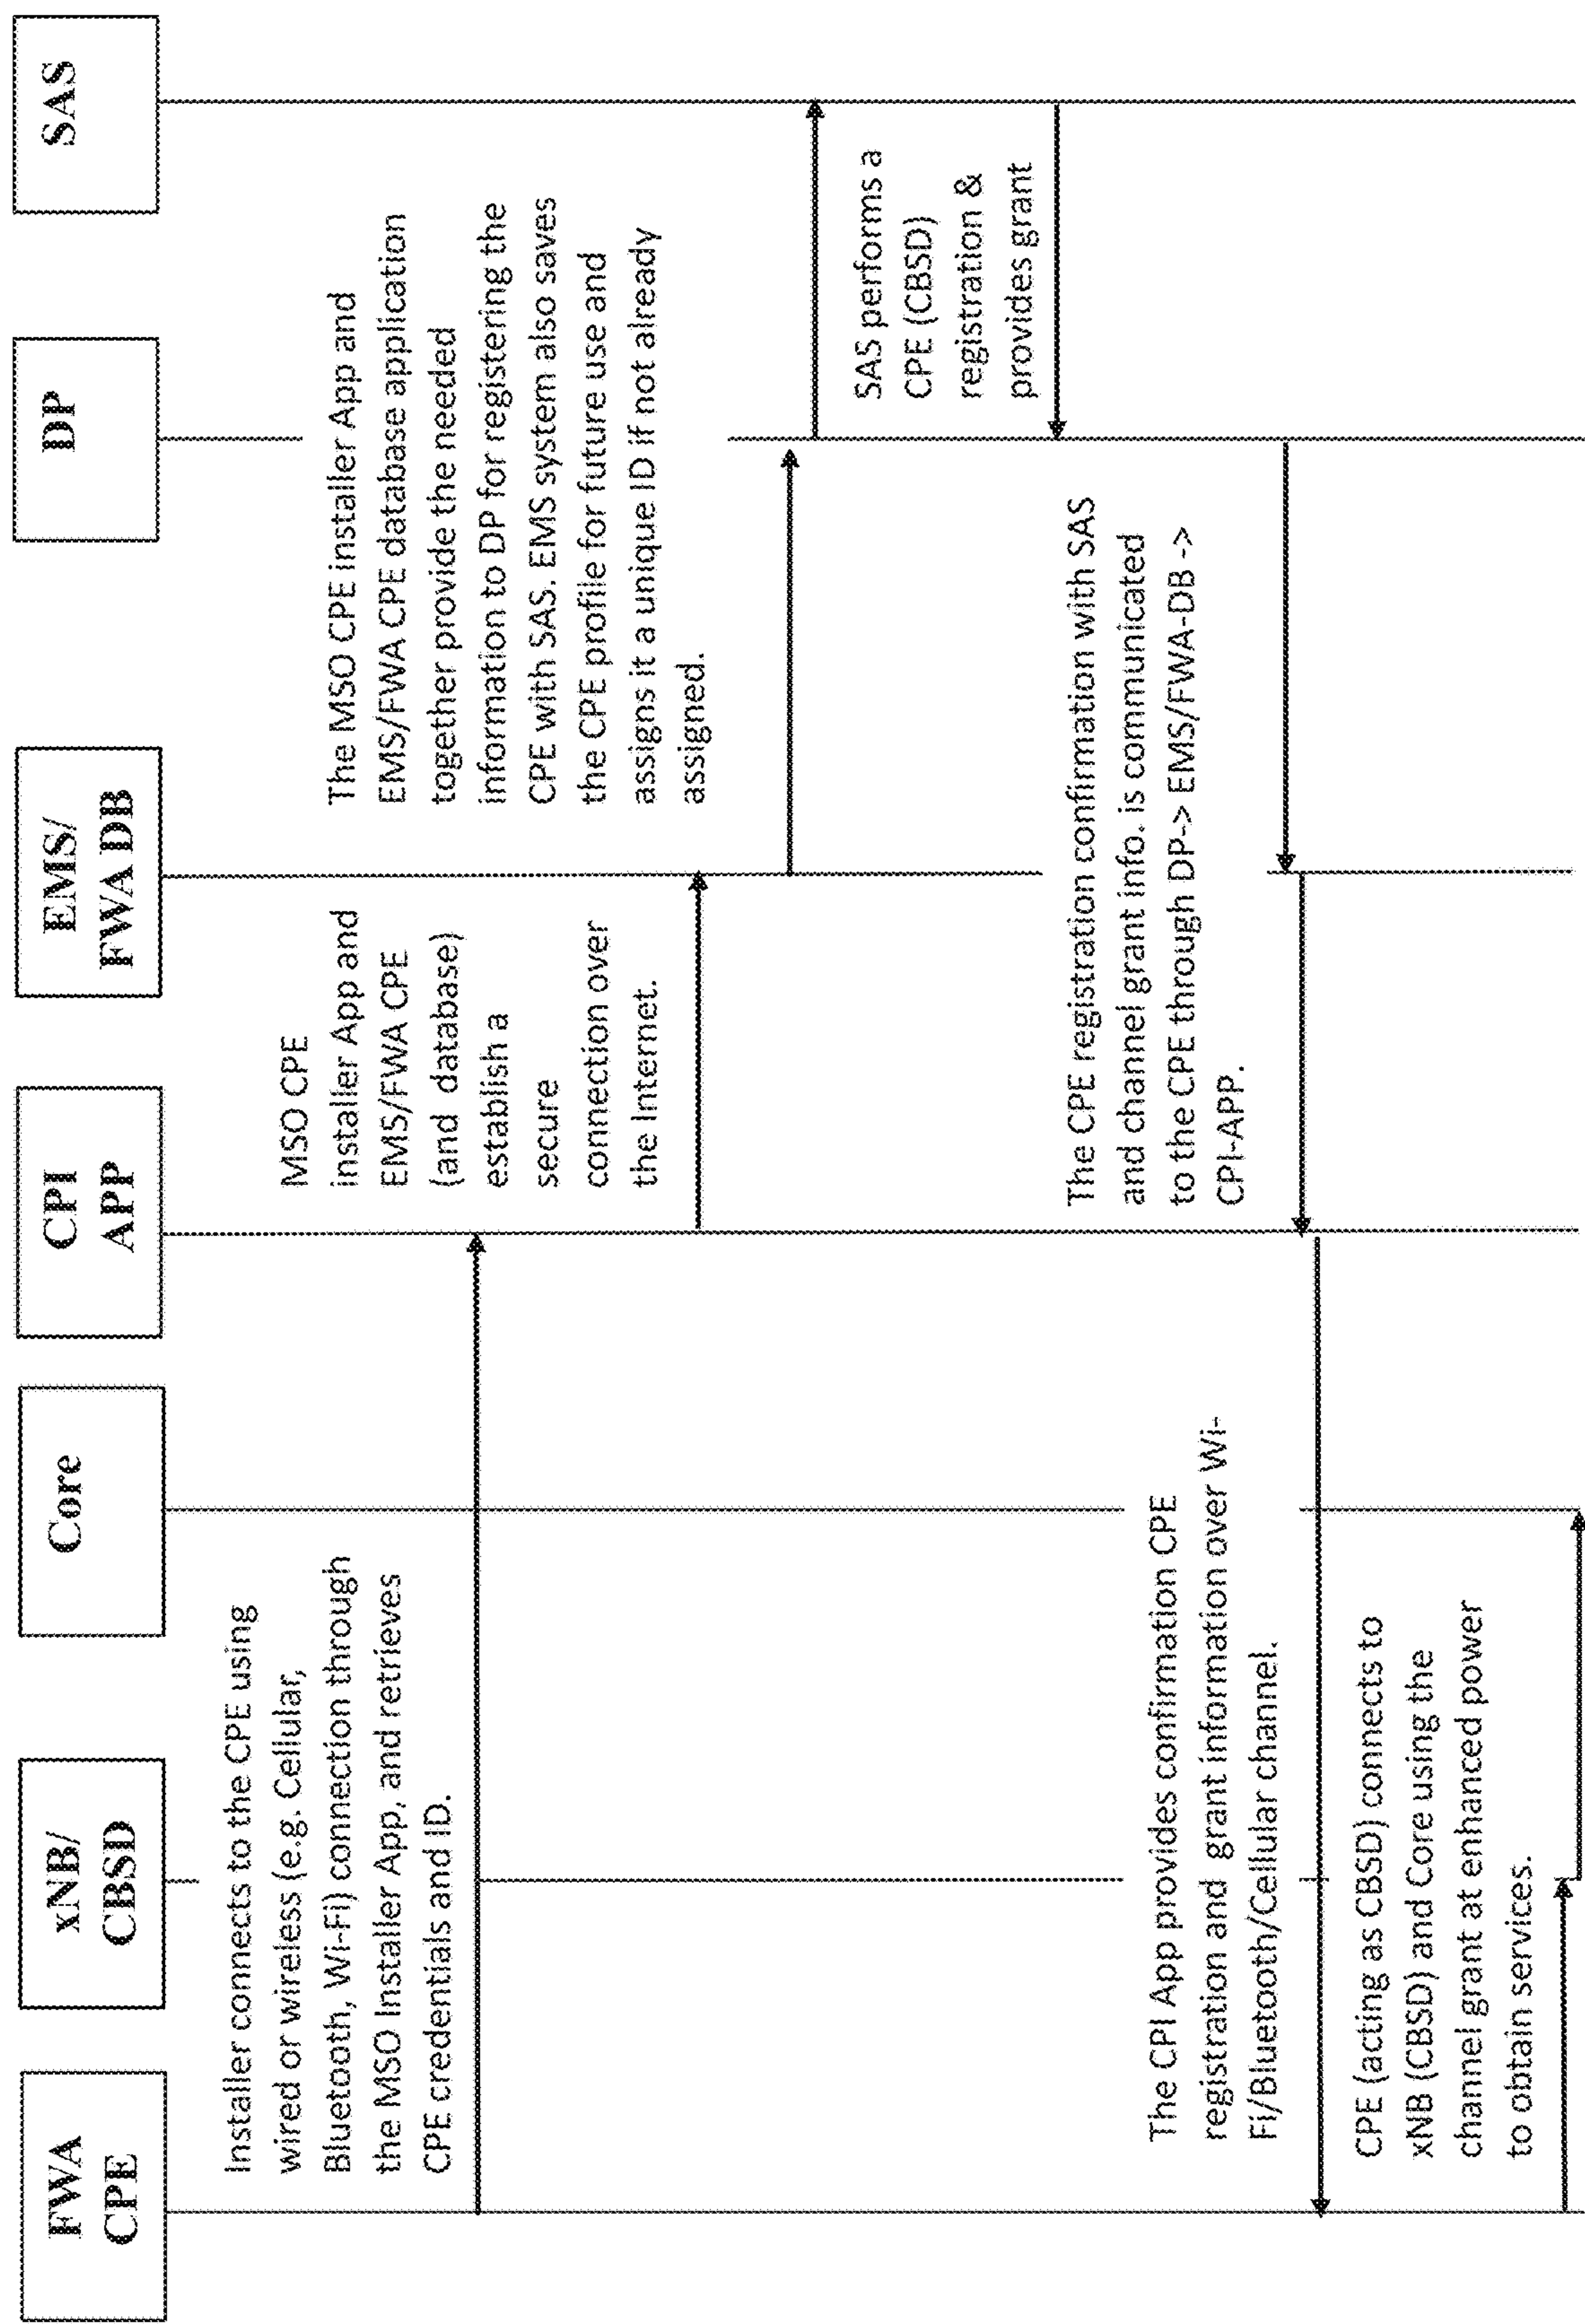 FWA
CPE
xNB/
CBSD
Core
CPI
APP
EMS/
FWA DB
DP
SAS
Installer connects to the CPE using
wired or wireless (e.g. Cellular,
Bluetooth, Wi-Fi) connection through
the MSO Installer App, and retrieves
CPE credentials and ID.
MSO CPE
installer App and
EMS/FWA CPE
(and database)
establish a
secure
connection over
the Internet.
The MSO CPE installer App and
EMS/FWA CPE database application
together provide the needed
information to DP for registering the
CPE with SAS. EMS system also saves
the CPE profile for future use and
assigns it a unique ID if not already
assigned.
SAS performs a
CPE (CBSD)
registration &
provides grant
The CPE registration confirmation with SAS
and channel grant info. is communicated
to the CPE through DP-> EMS/FWA-DB ->
CPI-APP.
The CPI App provides confirmation CPE
registration and grant information over Wi-
Fi/Bluetooth/Cellular channel.
CPE (acting as CBSD) connects to
xNB (CBSD) and Core using the
channel grant at enhanced power
to obtain services.